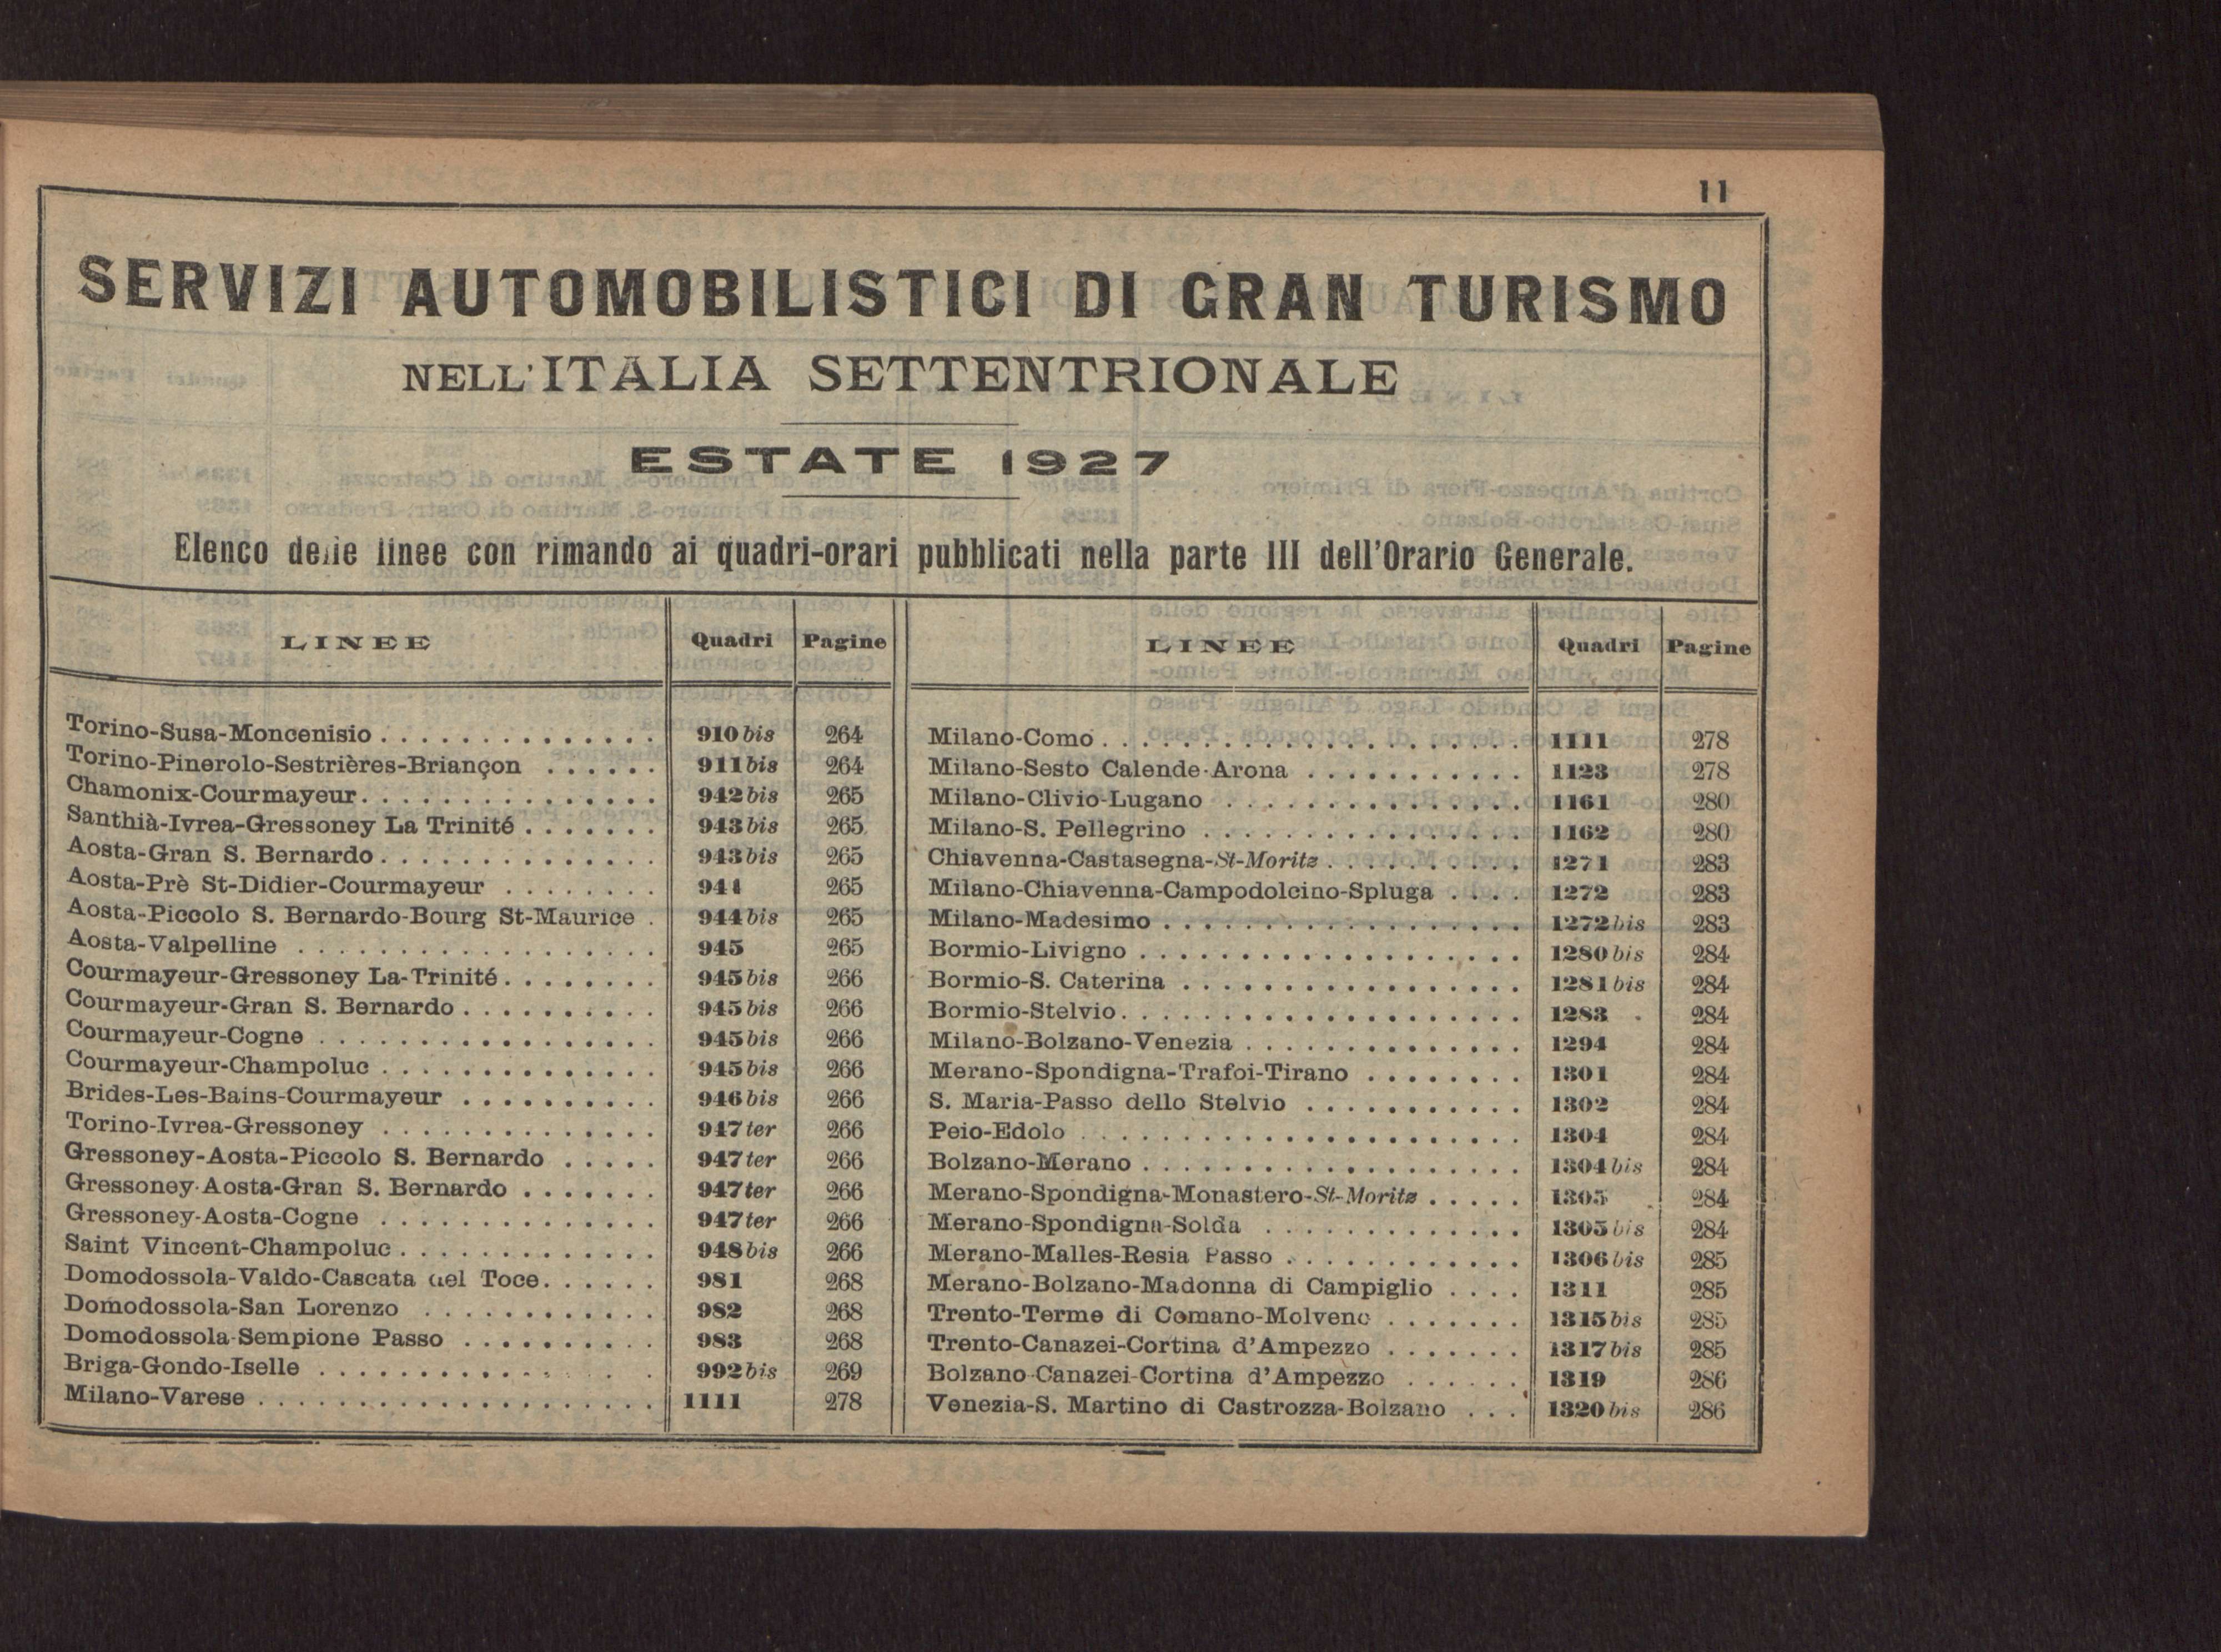 11
SERVIZI AUTOMOBILISTICI DI GRAN TURISMO
NELL'ITALIA SETTENTRIONALE
ESTATE 1927
Elenco delle linee con rimando ai quadri-orari pubblicati nella parte III dell'Orario Generale.
LINEE Quadri Pagine
Torino-Susa-Moncenisio . . . . . . . . . . . . . . 910 bis 264
Torino-Pinerolo-Sestrières-Briançon . . . . . . 911 bis 264
Chamonix-Courmayeur . . . . . . . . . . . . . . . 942 bis 265
Santhià-Ivrea-Gressoney La Trinité . . . . . . . 943 bis 265
Aosta-Gran S. Bernardo . . . . . . . . . . . . . . 943 bis 265
Aosta-Prè St-Didier-Courmayeur . . . . . . . . 944 265
Aosta-Piccolo S. Bernardo-Bourg St-Maurice . 944 bis 265
Aosta-Valpelline . . . . . . . . . . . . . . . . . . 945 265
Courmayeur-Gressoney La-Trinité . . . . . . . . 945 bis 266
Courmayeur-Gran S. Bernardo . . . . . . . . . . 945 bis 266
Courmayeur-Cogne . . . . . . . . . . . . . . . . . 945 bis 266
Courmayeur-Champoluc . . . . . . . . . . . . . . 945 bis 266
Brides-Les-Bains-Courmayeur . . . . . . . . . . 946 bis 266
Torino-Ivrea-Gressoney . . . . . . . . . . . . . . 947 ter 266
Gressoney-Aosta-Piccolo S. Bernardo . . . . . 947 ter 266
Gressoney-Aosta-Gran S. Bernardo . . . . . . . 947 ter 266
Gressoney-Aosta-Cogne . . . . . . . . . . . . . . 947 ter 266
Saint Vincent-Champoluc . . . . . . . . . . . . . 948 bis 266
Domodossola-Valdo-Cascata del Toce . . . . . . 981 268
Domodossola-San Lorenzo . . . . . . . . . . . . 982 268
Domodossola-Sempione Passo . . . . . . . . . . 983 268
Briga-Gondo-Iselle . . . . . . . . . . . . . . . . . 992 bis 269
Milano-Varese . . . . . . . . . . . . . . . . . . . . 1111 278
LINEE Quadri Pagine
Milano-Como . . . . . . . . . . . . . . . . . . . . . 1111 278
Milano-Sesto Calende-Arona . . . . . . . . . . . 1123 278
Milano-Clivio-Lugano . . . . . . . . . . . . . . . 1161 280
Milano-S. Pellegrino . . . . . . . . . . . . . . . . 1162 280
Chiavenna-Castasegna-St-Moritz . . . . . . . . . . 1271 283
Milano-Chiavenna-Campodolcino-Spluga . . . . 1272 283
Milano-Madesimo . . . . . . . . . . . . . . . . . . 1272 bis 283
Bormio-Livigno . . . . . . . . . . . . . . . . . . . 1280 bis 284
Bormio-S. Caterina . . . . . . . . . . . . . . . . . 1281 bis 284
Bormio-Stelvio . . . . . . . . . . . . . . . . . . . . 1283 284
Milano-Bolzano-Venezia . . . . . . . . . . . . . . 1294 284
Merano-Spondigna-Trafoi-Tirano . . . . . . . . 1301 284
S. Maria-Passo dello Stelvio . . . . . . . . . . . 1302 284
Peio-Edolo . . . . . . . . . . . . . . . . . . . . . . 1304 284
Bolzano-Merano . . . . . . . . . . . . . . . . . . . 1304 bis 284
Merano-Spondigna-Monastero-St-Moritz . . . . . 1305 284
Merano-Spondigna-Solda . . . . . . . . . . . . . 1305 bis 284
Merano-Malles-Resia Passo . . . . . . . . . . . . 1306 bis 285
Merano-Bolzano-Madonna di Campiglio . . . . 1311 285
Trento-Terme di Comano-Molveno . . . . . . . 1315 bis 285
Trento-Canazei-Cortina d'Ampezzo . . . . . . . 1317 bis 285
Bolzano-Canazei-Cortina d'Ampezzo . . . . . . 1319 286
Venezia-S. Martino di Castrozza-Bolzano . . . 1320 bis 286